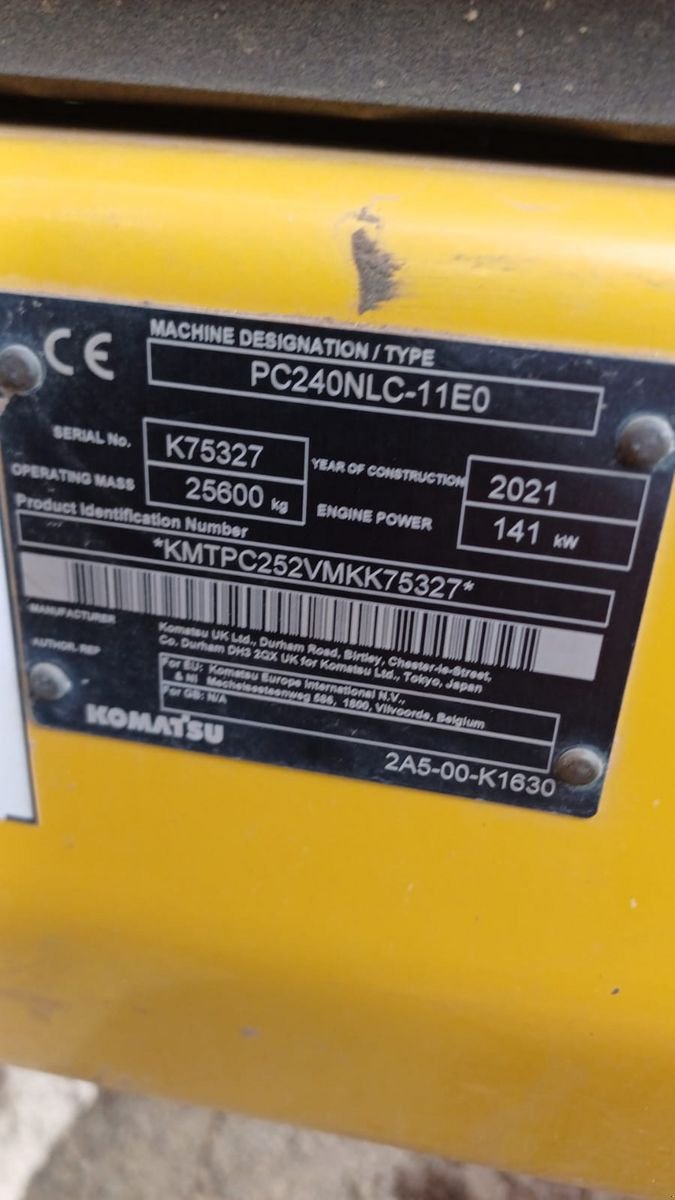 CE
MACHINE DESIGNATION / TYPE
PC240NLC-11E0
SERIAL No. K75327 YEAR OF CONSTRUCTION 2021
OPERATING MASS 25600 kg ENGINE POWER 141 kW
Product Identification Number
*KMTPC252VMKK75327*
MANUFACTURER Komatsu UK Ltd., Durham Road, Birtley, Chester-le-Street,
Co. Durham DH3 2QX UK for Komatsu Ltd., Tokyo, Japan
AUTHOR. REP For EU: Komatsu Europe International N.V.,
& NI Mechelsesteenweg 586, 1800, Vilvoorde, Belgium
For GB: N/A
KOMATSU
2A5-00-K1630